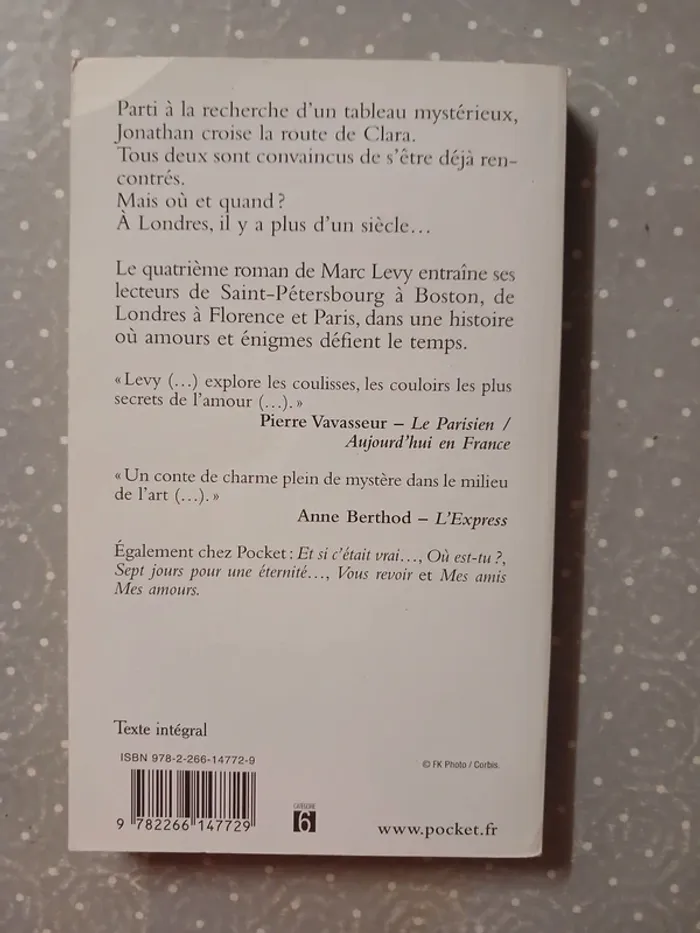 Parti à la recherche d'un tableau mystérieux,
Jonathan croise la route de Clara.
Tous deux sont convaincus de s'être déjà ren-
contrés.
Mais où et quand ?
À Londres, il y a plus d'un siècle…
Le quatrième roman de Marc Levy entraîne ses
lecteurs de Saint-Pétersbourg à Boston, de
Londres à Florence et Paris, dans une histoire
où amours et énigmes défient le temps.
« Levy (…) explore les coulisses, les couloirs les plus
secrets de l'amour (…). »
Pierre Vavasseur – Le Parisien /
Aujourd'hui en France
« Un conte de charme plein de mystère dans le milieu
de l'art (…). »
Anne Berthod – L'Express
Également chez Pocket : Et si c'était vrai…, Où est-tu ?,
Sept jours pour une éternité…, Vous revoir et Mes amis
Mes amours.
Texte intégral
ISBN 978-2-266-14772-9
© FK Photo / Corbis.
9 782266 147729
CATÉGORIE
6
www.pocket.fr